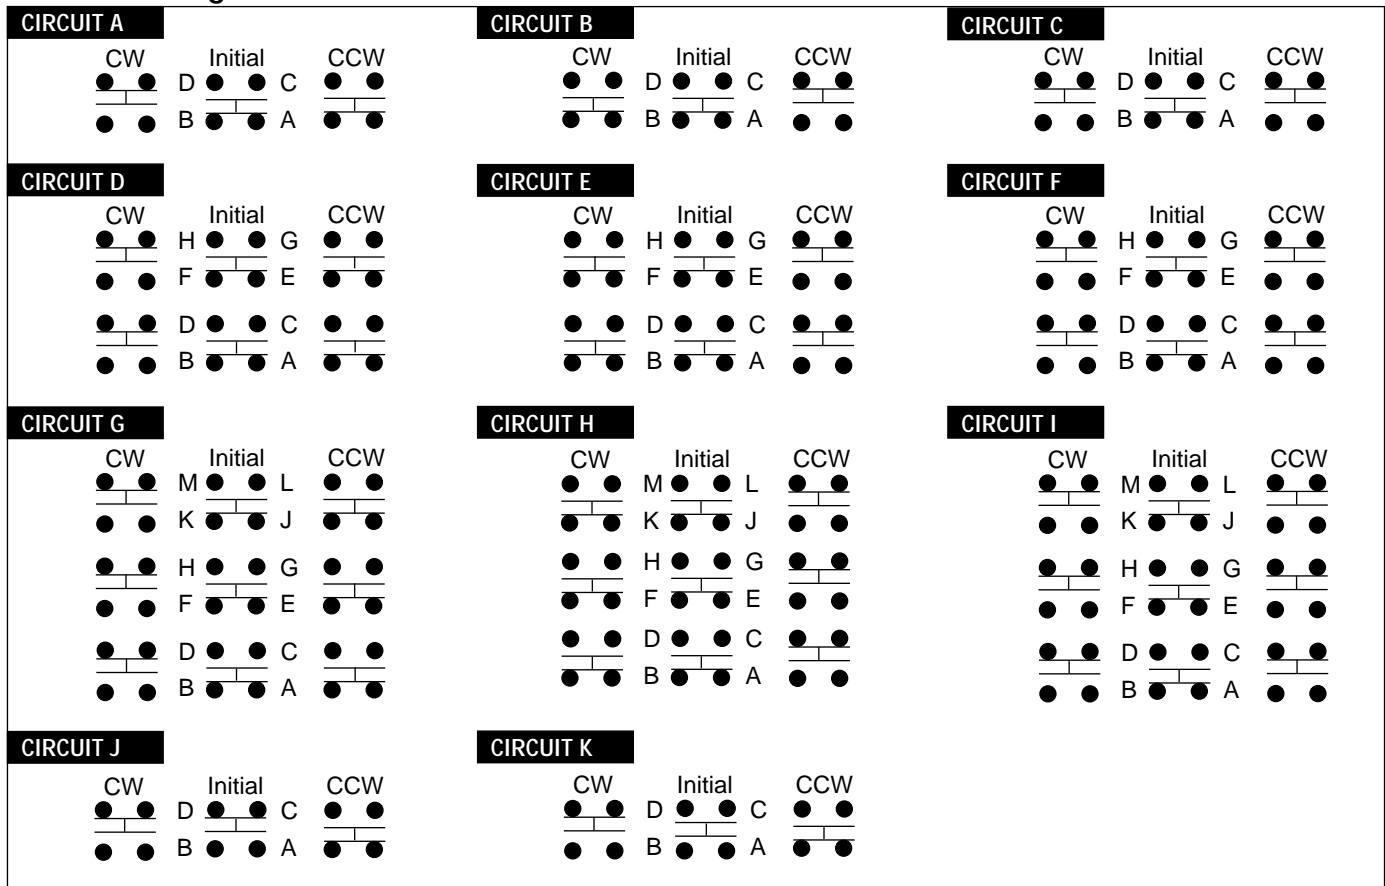 CIRCUIT A
CW Initial CCW
D C
B A
CIRCUIT B
CW Initial CCW
D C
B A
CIRCUIT C
CW Initial CCW
D C
B A
CIRCUIT D
CW Initial CCW
H G
F E
D C
B A
CIRCUIT E
CW Initial CCW
H G
F E
D C
B A
CIRCUIT F
CW Initial CCW
H G
F E
D C
B A
CIRCUIT G
CW Initial CCW
M L
K J
H G
F E
D C
B A
CIRCUIT H
CW Initial CCW
M L
K J
H G
F E
D C
B A
CIRCUIT I
CW Initial CCW
M L
K J
H G
F E
D C
B A
CIRCUIT J
CW Initial CCW
D C
B A
CIRCUIT K
CW Initial CCW
D C
B A